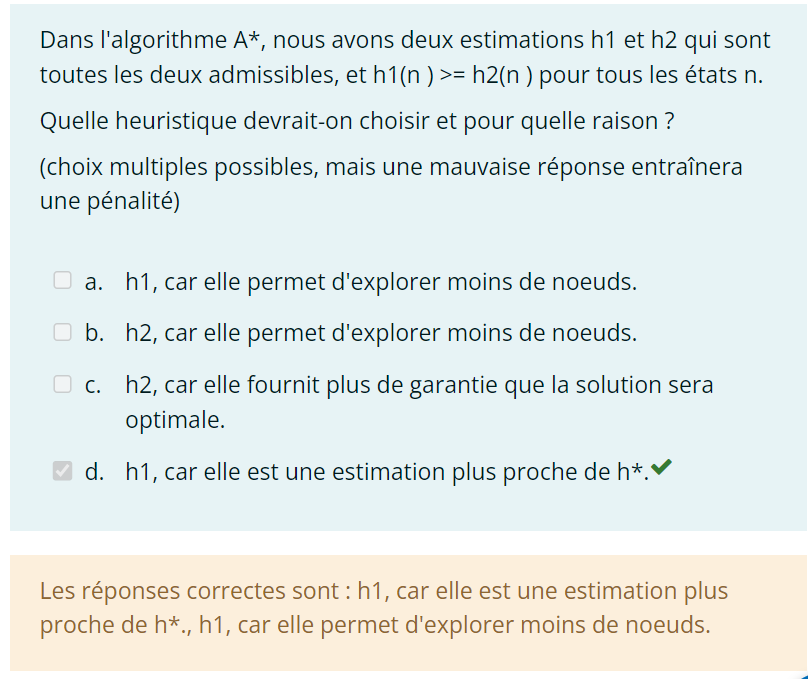 Dans l'algorithme A*, nous avons deux estimations h1 et h2 qui sont
toutes les deux admissibles, et h1(n ) >= h2(n ) pour tous les états n.
Quelle heuristique devrait-on choisir et pour quelle raison ?
(choix multiples possibles, mais une mauvaise réponse entraînera
une pénalité)
a. h1, car elle permet d'explorer moins de noeuds.
b. h2, car elle permet d'explorer moins de noeuds.
c. h2, car elle fournit plus de garantie que la solution sera
optimale.
d. h1, car elle est une estimation plus proche de h*.
Les réponses correctes sont : h1, car elle est une estimation plus
proche de h*., h1, car elle permet d'explorer moins de noeuds.